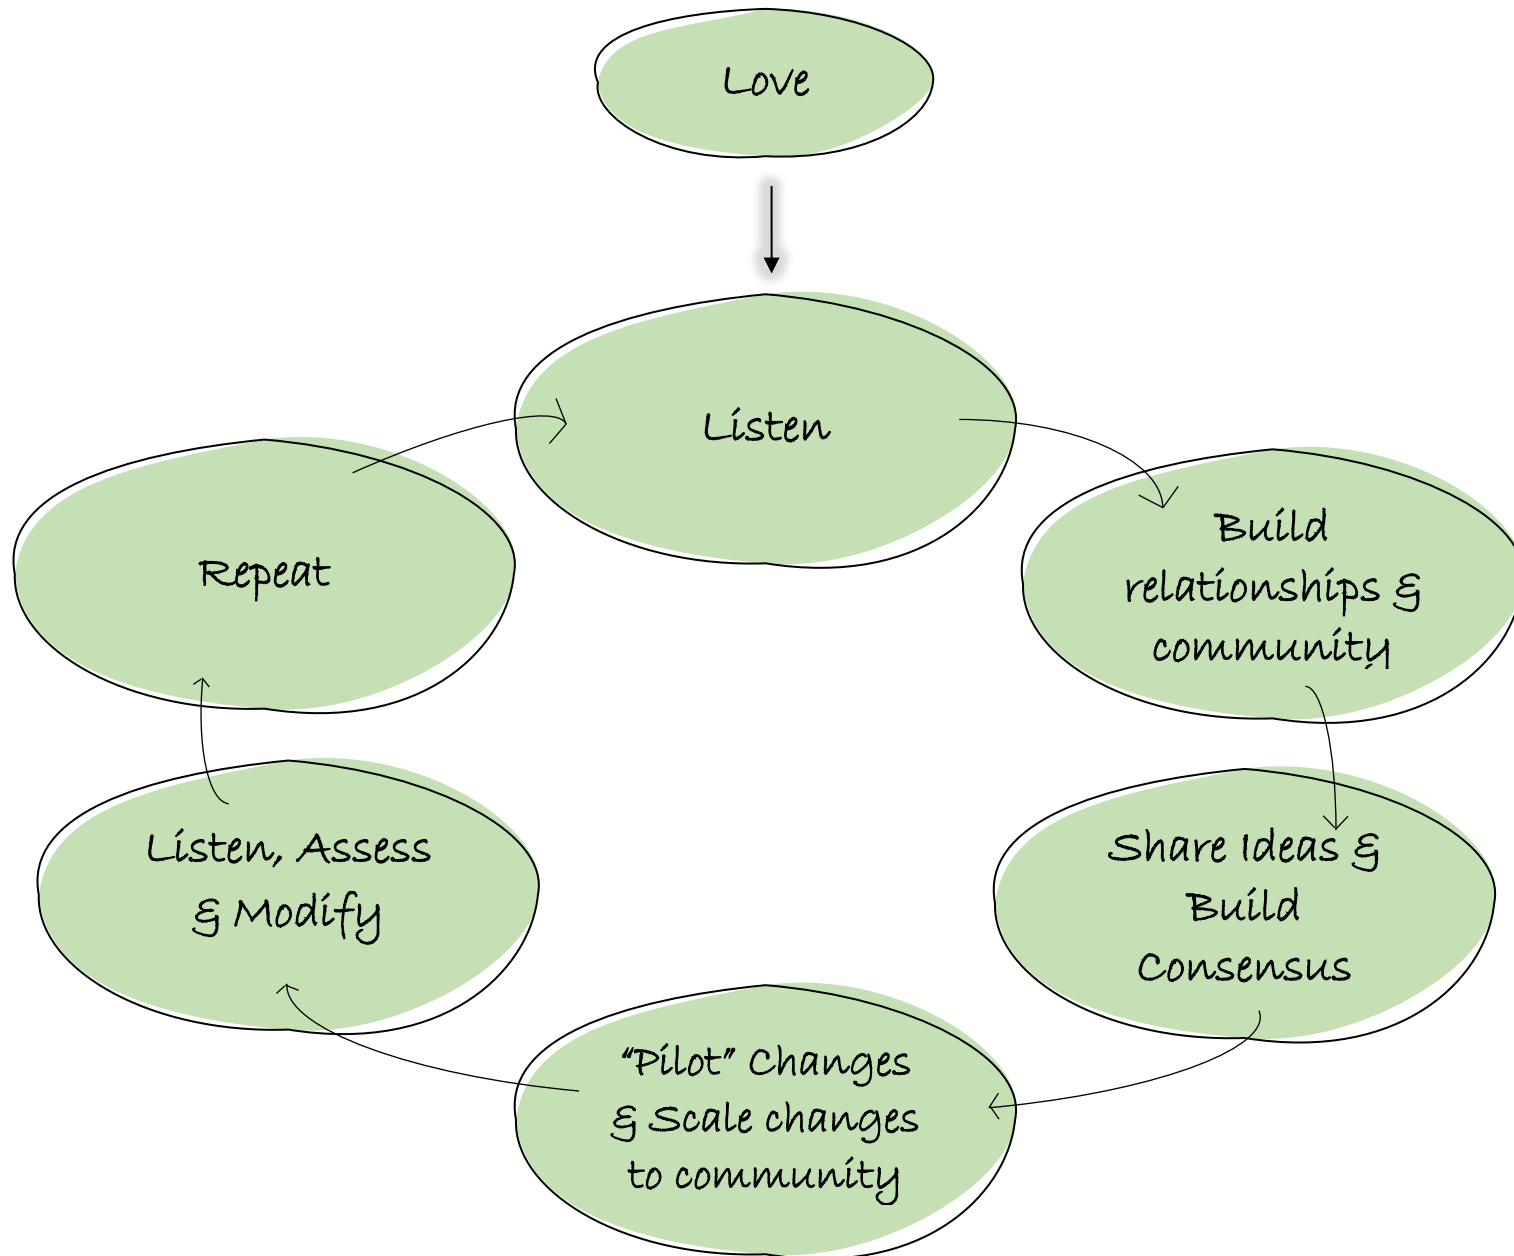 Love
Listen
Build
relationships &
community
Share Ideas &
Build
Consensus
"Pilot" Changes
& Scale changes
to community
Listen, Assess
& Modify
Repeat